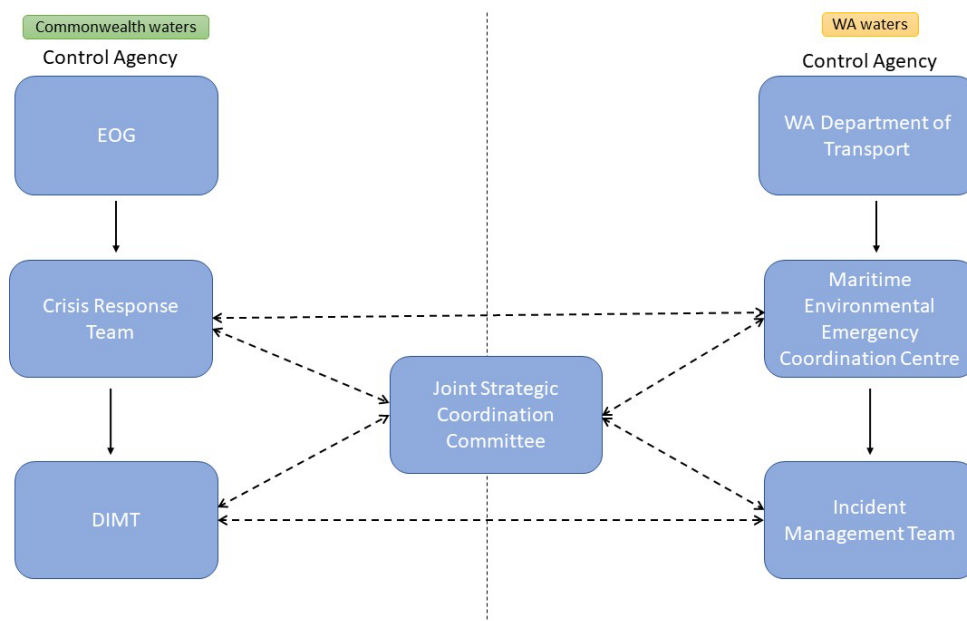 Commonwealth waters
Control Agency
EOG
Crisis Response
Team
DIMT
Joint Strategic
Coordination
Committee
WA waters
Control Agency
WA Department of
Transport
Maritime
Environmental
Emergency
Coordination Centre
Incident
Management Team